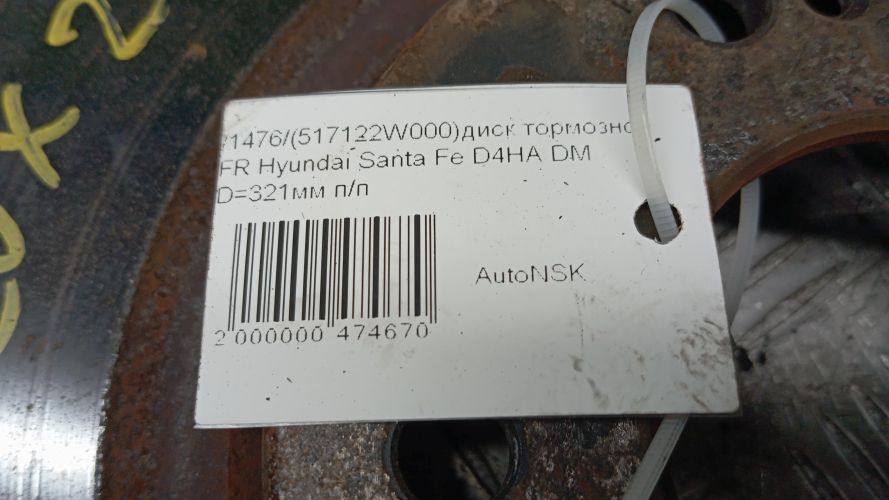 /1476/(517122W000)диск тормозно
FR Hyundai Santa Fe D4HA DM
D=321мм п/п
AutoNSK
2 000000 474670